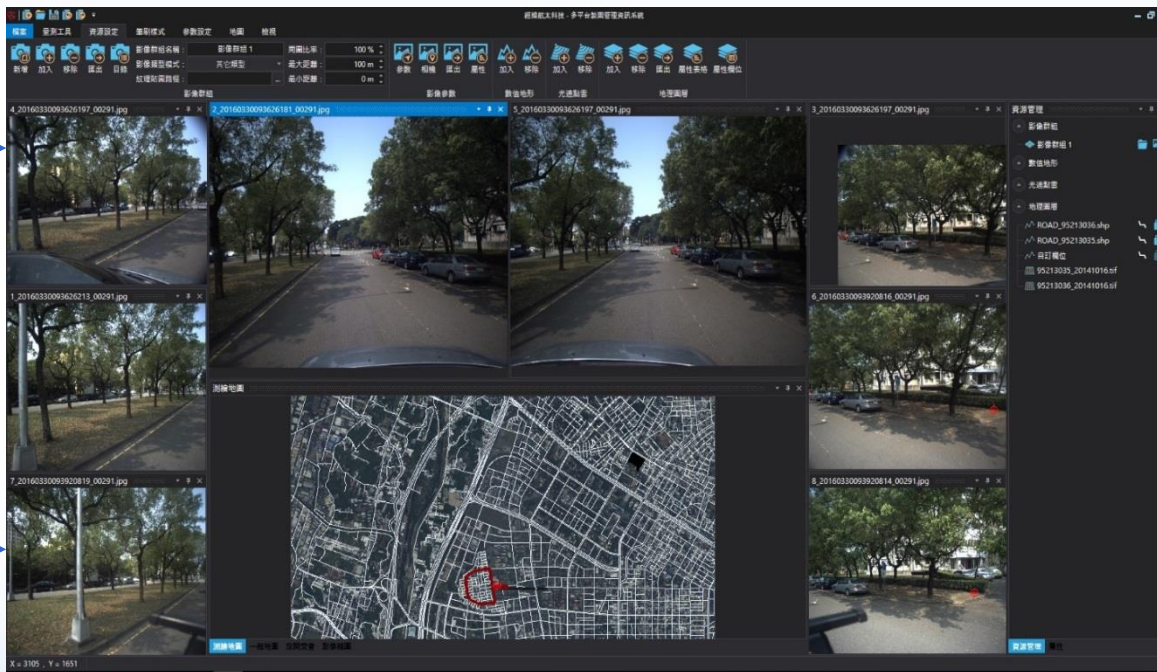 經緯航太科技 - 多平台製圖管理資訊系統
檔案 量測工具 資源設定 筆刷樣式 參數設定 地圖 檢視
新增 加入 移除 匯出 目錄
影像群組名稱： 影像群組 1
影像類型樣式： 其它類型
紋理貼圖路徑： ...
周圍比率： 100 %
最大距離： 100 m
最小距離： 0 m
參數 相機 匯出 屬性
加入 移除
加入 移除
加入 移除 匯出 屬性表格 屬性欄位
影像群組 影像參數 數值地形 光達點雲 地理圖層
4_20160330093626197_00291.jpg
2_20160330093626181_00291.jpg
5_20160330093626197_00291.jpg
3_20160330093626197_00291.jpg
資源管理
影像群組
影像群組 1
數值地形
光達點雲
地理圖層
ROAD_95213036.shp
ROAD_95213035.shp
自訂欄位
95213035_20141016.tif
95213036_20141016.tif
1_20160330093626213_00291.jpg
6_20160330093920816_00291.jpg
測繪地圖
7_20160330093920819_00291.jpg
8_20160330093920814_00291.jpg
測繪地圖 一般地圖
資源管理 屬性
X = 3105 , Y = 1651